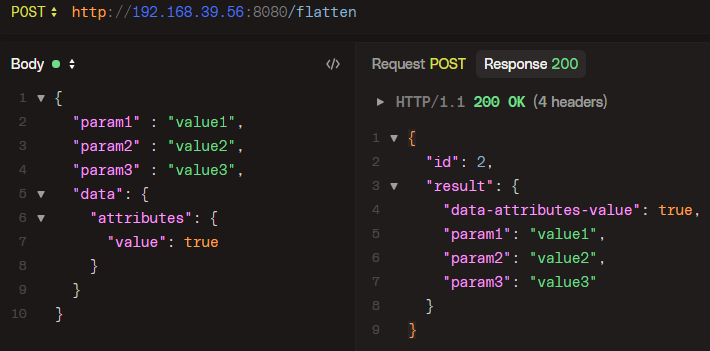 POST http://192.168.39.56:8080/flatten
Body </>
1 {
2 "param1" : "value1",
3 "param2" : "value2",
4 "param3" : "value3",
5 "data": {
6 "attributes": {
7 "value": true
8 }
9 }
10 }
Request POST Response 200
HTTP/1.1 200 OK (4 headers)
1 {
2 "id": 2,
3 "result": {
4 "data-attributes-value": true,
5 "param1": "value1",
6 "param2": "value2",
7 "param3": "value3"
8 }
9 }